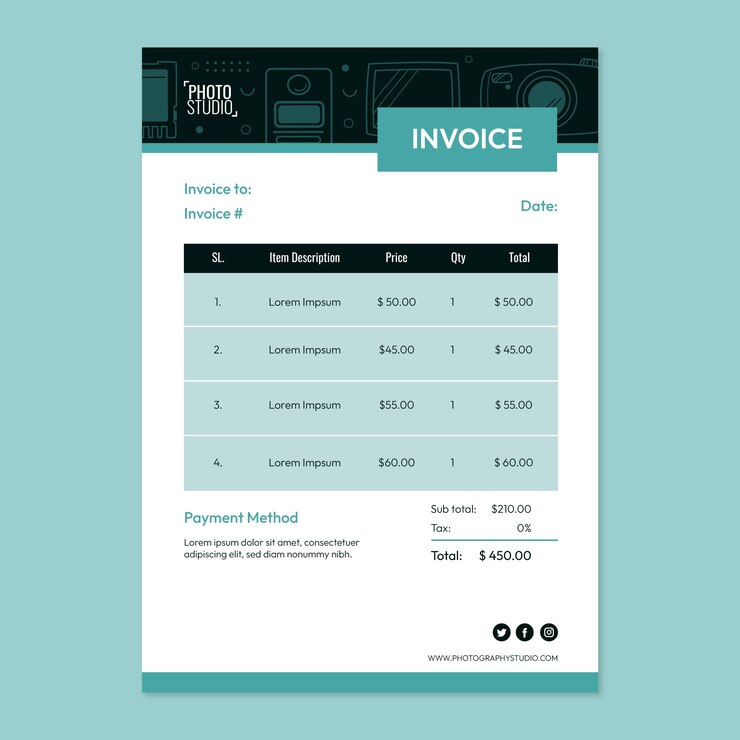 PHOTO
STUDIO
INVOICE
Invoice to:
Invoice #
Date:
SL. Item Description Price Qty Total
1. Lorem Impsum $ 50.00 1 $ 50.00
2. Lorem Impsum $45.00 1 $ 45.00
3. Lorem Impsum $55.00 1 $ 55.00
4. Lorem Impsum $60.00 1 $ 60.00
Sub total: $210.00
Tax: 0%
Total: $ 450.00
Payment Method
Lorem ipsum dolor sit amet, consectetuer
adipiscing elit, sed diam nonummy nibh.
WWW.PHOTOGRAPHYSTUDIO.COM